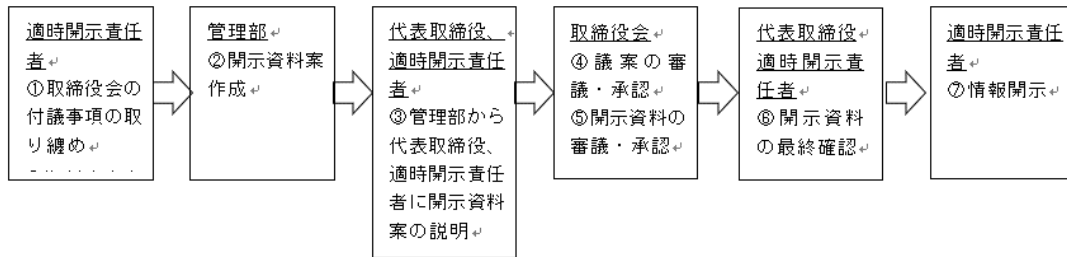 適時開示責任
者
①取締役会の
付議事項の取
り纏め
管理部
②開示資料案
作成
代表取締役、
適時開示責任
者
③管理部から
代表取締役、
適時開示責任
者に開示資料
案の説明
取締役会
④議案の審
議・承認
⑤開示資料の
審議・承認
代表取締役
適時開示責
任者
⑥開示資料
の最終確認
適時開示責任
者
⑦情報開示